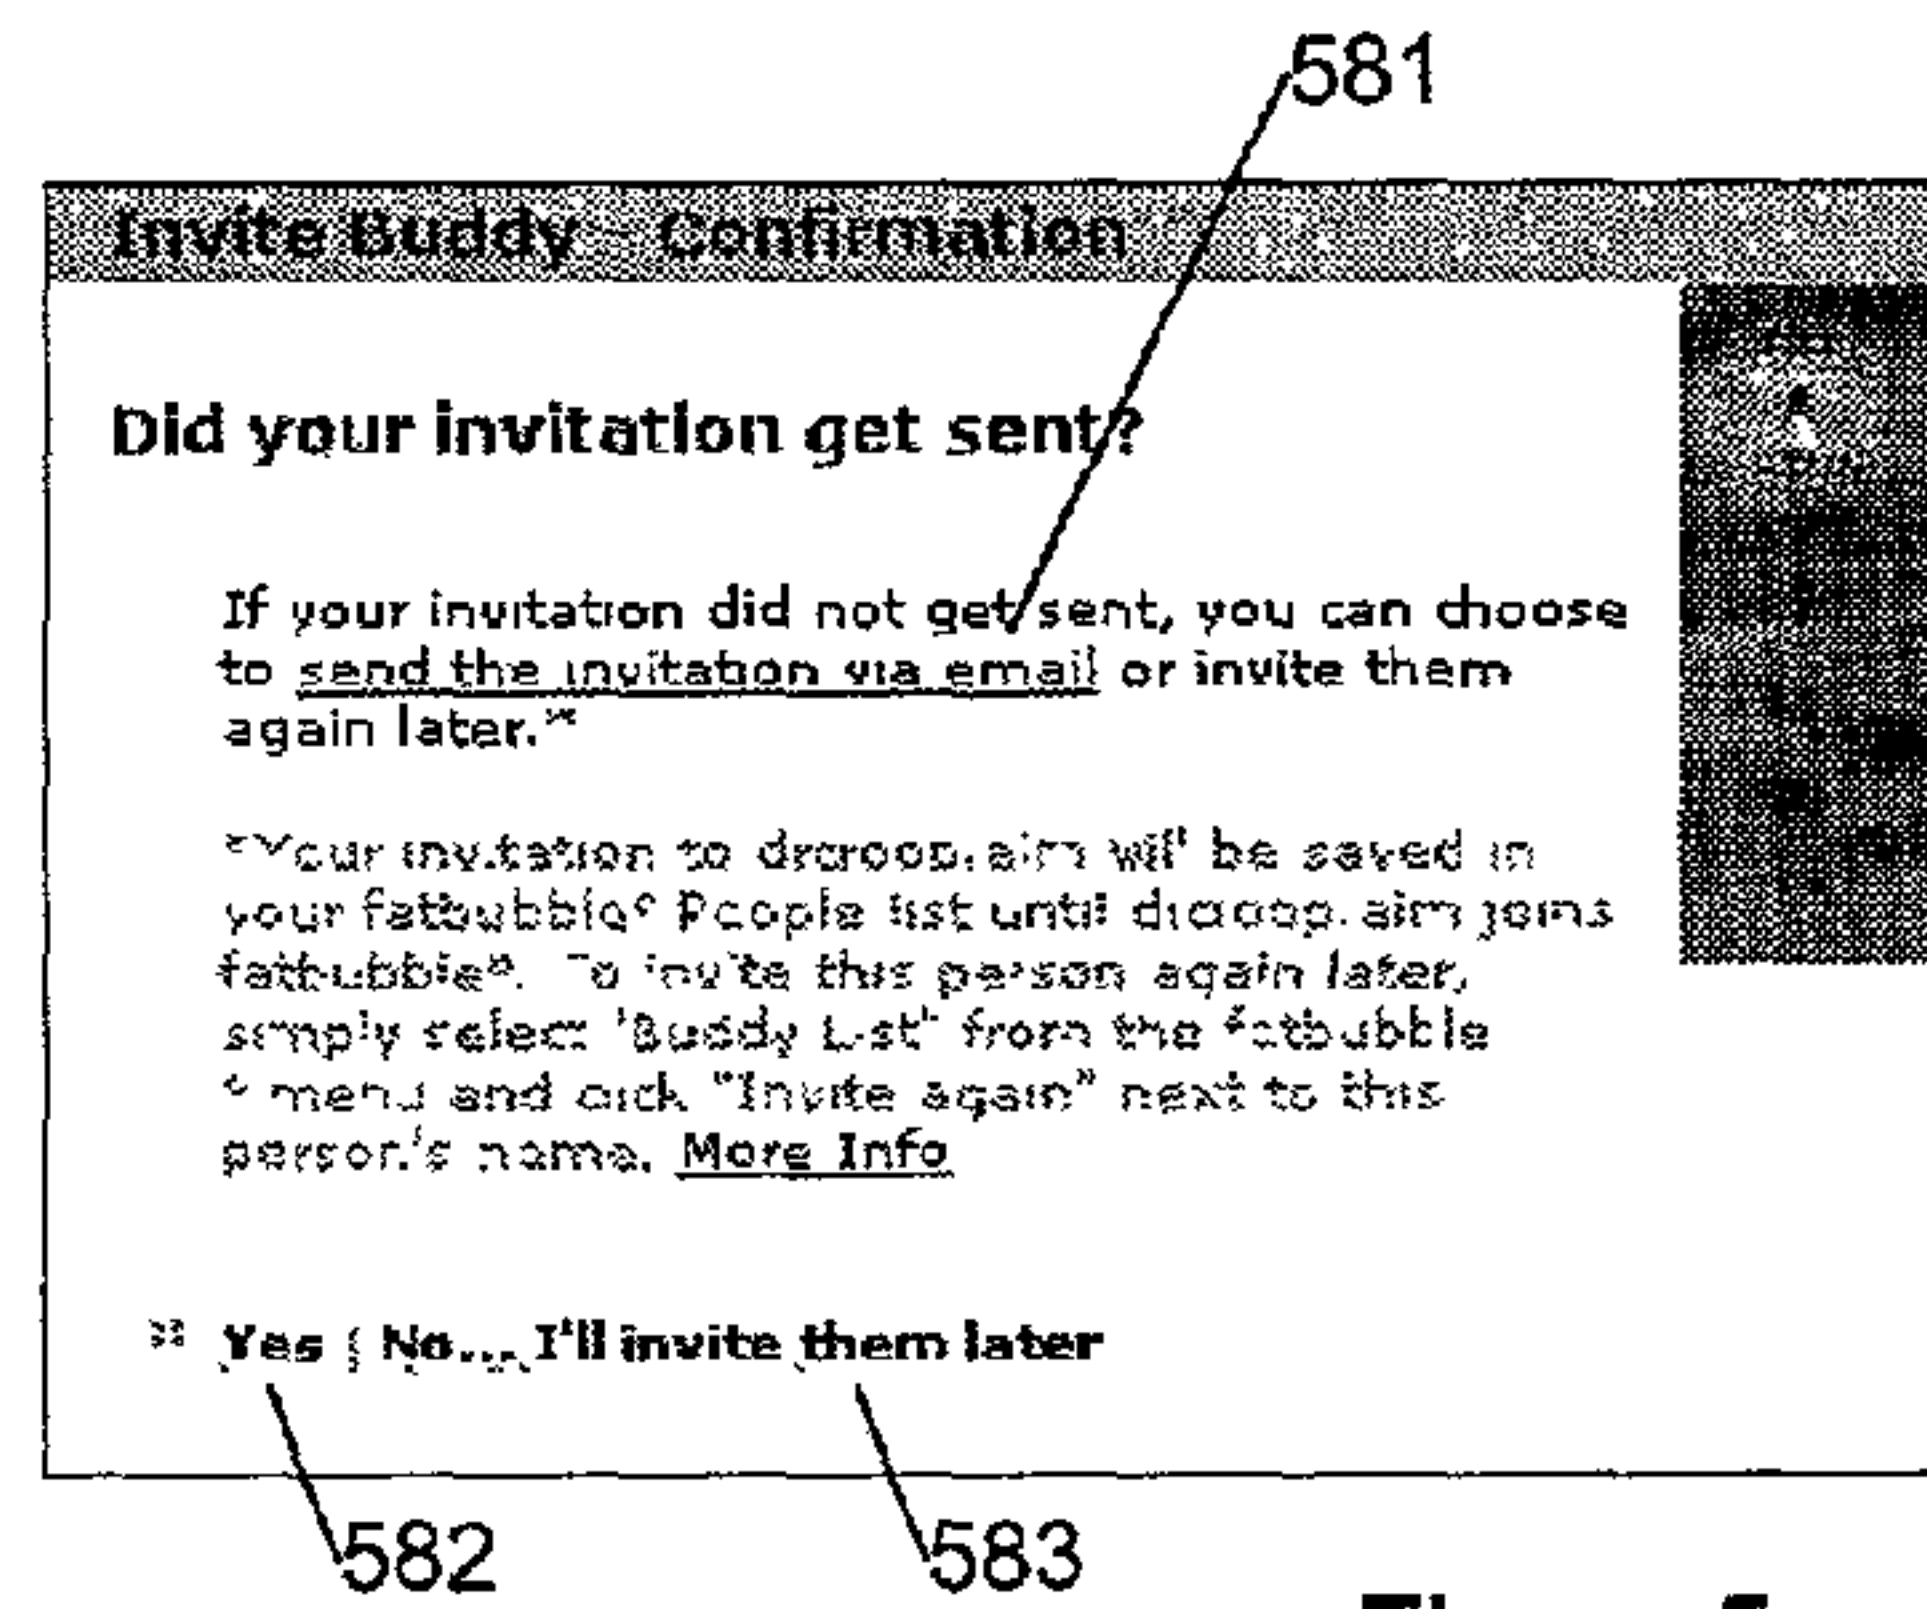 581
Invite Buddy - Confirmation
Did your invitation get sent?
If your invitation did not get sent, you can choose
to send the invitation via email or invite them
again later.*
*Your invitation to will be saved in
your fatbubble People list until joins
fatbubble. To invite this person again later,
simply select "Buddy List" from the fatbubble
menu and click "Invite again" next to this
person's name. More Info
Yes | No... I'll invite them later
582 583